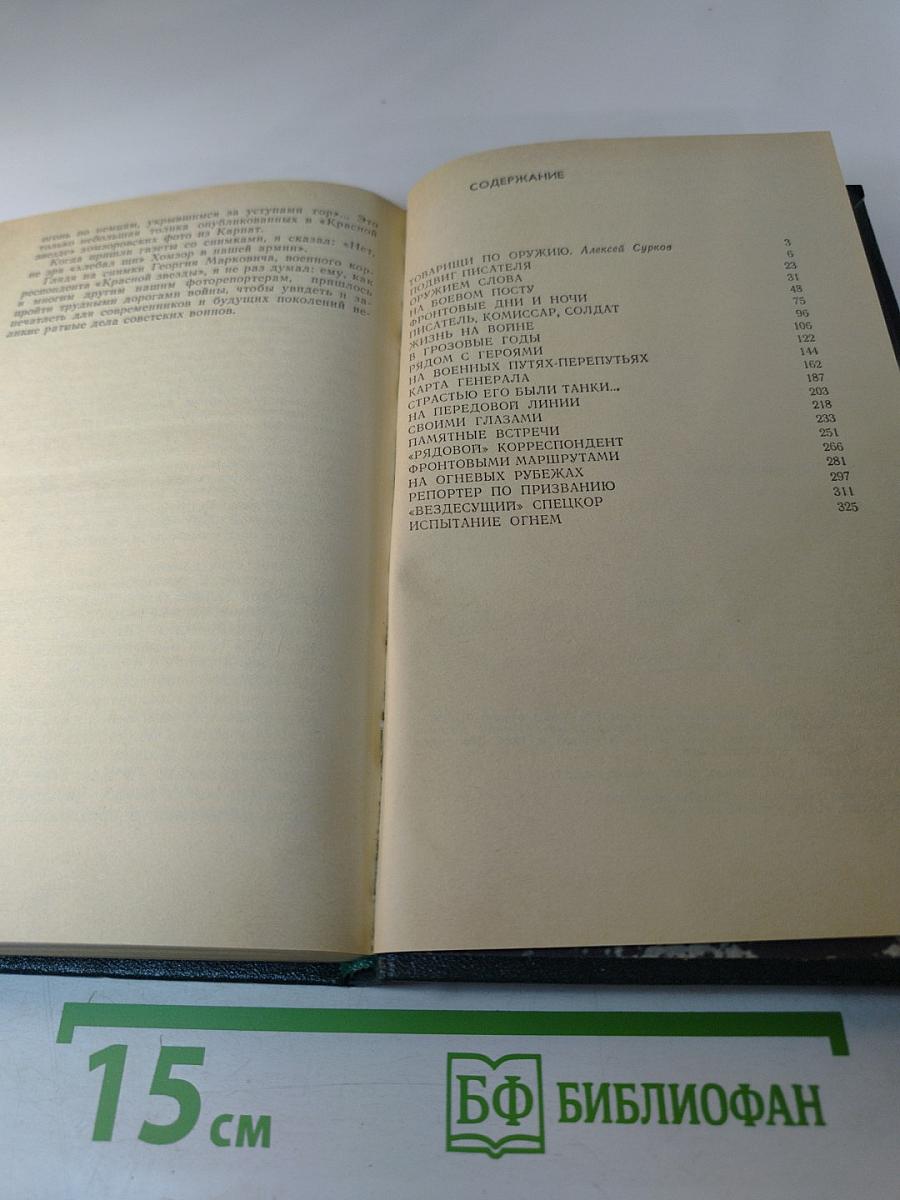 огонь по немцам, укрывшимся за уступами гор»... Это
только небольшая толика опубликованных в «Красной
звезде» хомзоровских фото из Карпат.
Когда пришли газеты со снимками, я сказал: «Нет,
не зря «хлебал щи» Хомзор в нашей армии».
Глядя на снимки Георгия Марковича, военного кор-
респондента «Красной звезды», я не раз думал: ему, как
и многим другим нашим фоторепортерам, пришлось
пройти трудными дорогами войны, чтобы увидеть и за-
печатлеть для современников и будущих поколений ве-
ликие ратные дела советских воинов.
СОДЕРЖАНИЕ
ТОВАРИЩИ ПО ОРУЖИЮ. Алексей Сурков 3
ПОДВИГ ПИСАТЕЛЯ 6
ОРУЖИЕМ СЛОВА 23
НА БОЕВОМ ПОСТУ 31
ФРОНТОВЫЕ ДНИ И НОЧИ 43
ПИСАТЕЛЬ, КОМИССАР, СОЛДАТ 75
ЖИЗНЬ НА ВОЙНЕ 96
В ГРОЗОВЫЕ ГОДЫ 106
РЯДОМ С ГЕРОЯМИ 122
НА ВОЕННЫХ ПУТЯХ-ПЕРЕПУТЬЯХ 144
КАРТА ГЕНЕРАЛА 162
СТРАСТЬЮ ЕГО БЫЛИ ТАНКИ... 187
НА ПЕРЕДОВОЙ ЛИНИИ 203
СВОИМИ ГЛАЗАМИ 218
ПАМЯТНЫЕ ВСТРЕЧИ 233
«РЯДОВОЙ» КОРРЕСПОНДЕНТ 251
ФРОНТОВЫМИ МАРШРУТАМИ 266
НА ОГНЕВЫХ РУБЕЖАХ 281
РЕПОРТЕР ПО ПРИЗВАНИЮ 297
«ВЕЗДЕСУЩИЙ» СПЕЦКОР 311
ИСПЫТАНИЕ ОГНЕМ 325
15 см
БФ БИБЛИОФАН